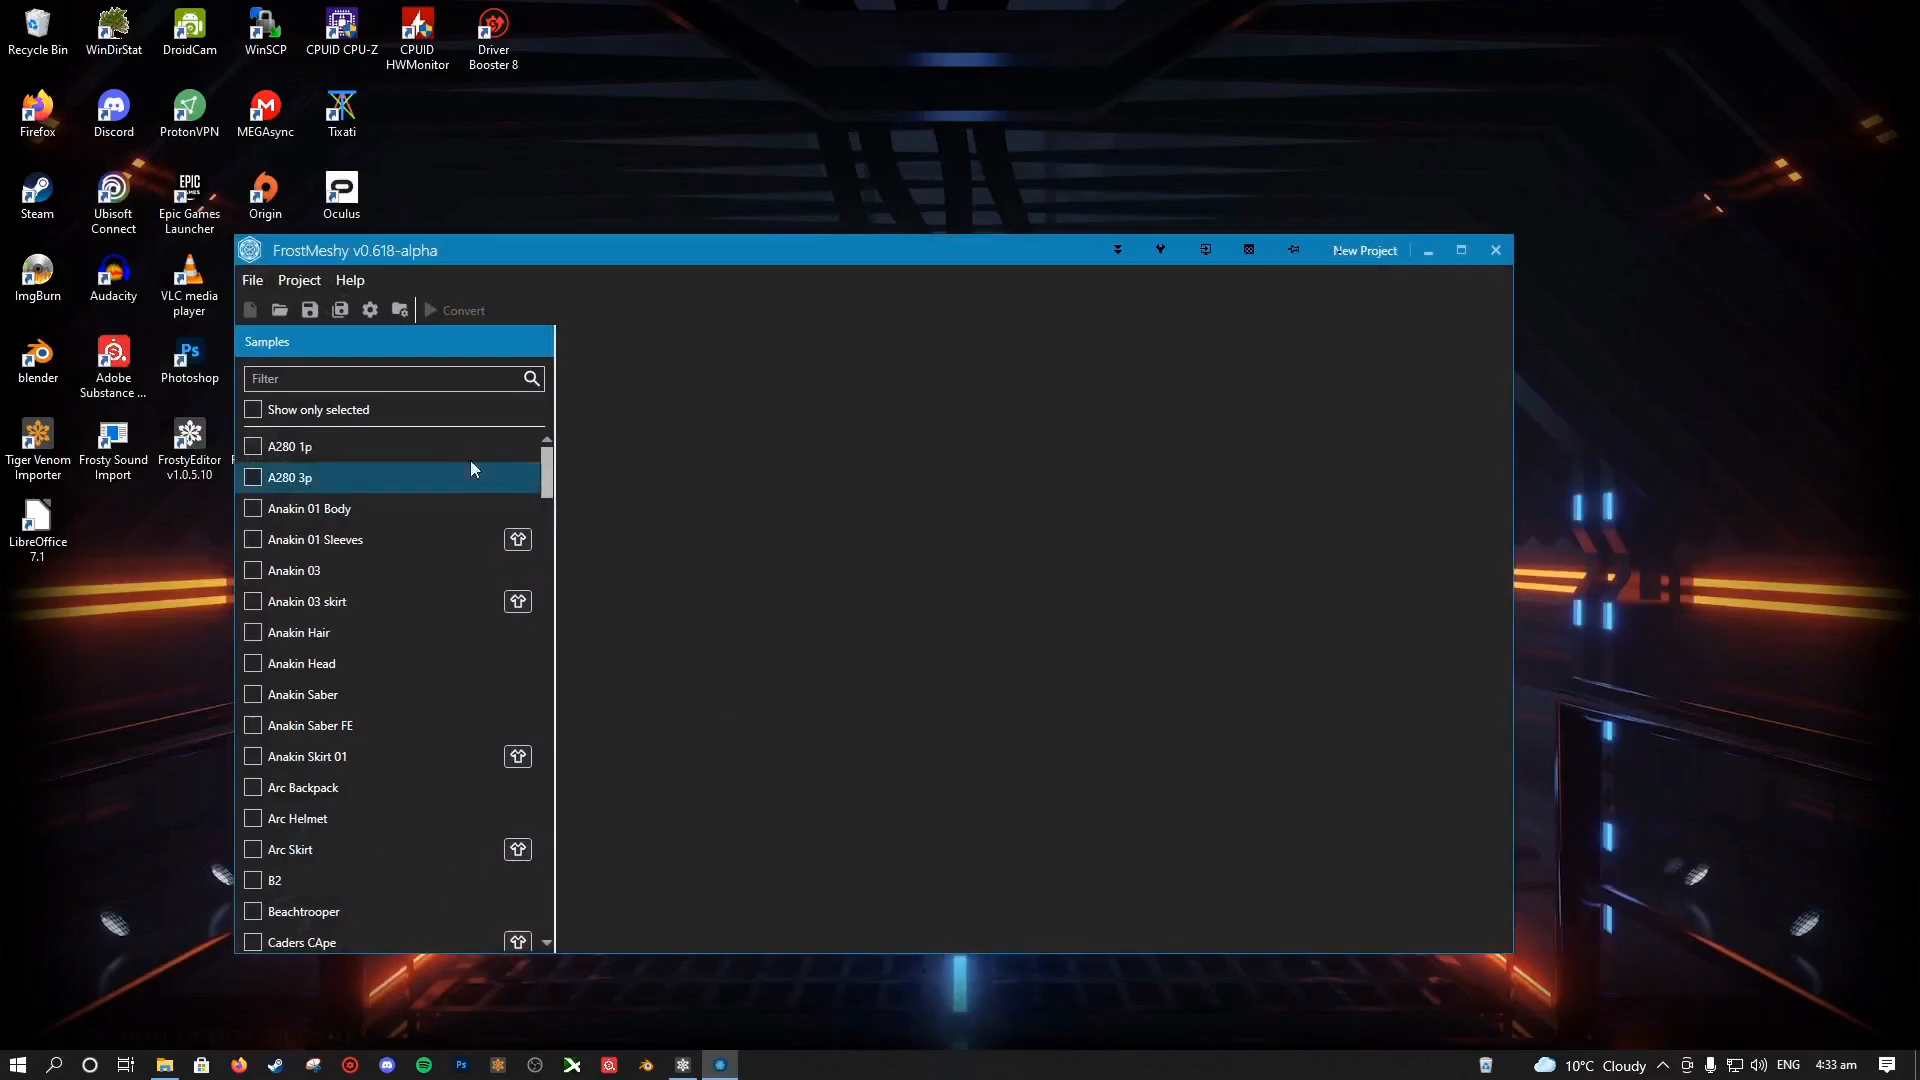 Recycle Bin
WinDirStat
DroidCam
WinSCP
CPUID CPU-Z
CPUID
HWMonitor
Driver
Booster 8
Firefox
Discord
ProtonVPN
MEGAsync
Tixati
Steam
Ubisoft
Connect
EPIC
GAMES
Epic Games
Launcher
Origin
Oculus
ImgBurn
Audacity
VLC media
player
blender
Adobe
Substance ...
Ps
Photoshop
Tiger Venom
Importer
Frosty Sound
Import
FrostyEditor
v1.0.5.10
LibreOffice
7.1
FrostMeshy v0.618-alpha
New Project
File Project Help
Convert
Samples
Filter
Show only selected
A280 1p
A280 3p
Anakin 01 Body
Anakin 01 Sleeves
Anakin 03
Anakin 03 skirt
Anakin Hair
Anakin Head
Anakin Saber
Anakin Saber FE
Anakin Skirt 01
Arc Backpack
Arc Helmet
Arc Skirt
B2
Beachtrooper
Caders CApe
Ps
10°C Cloudy
ENG
4:33 am